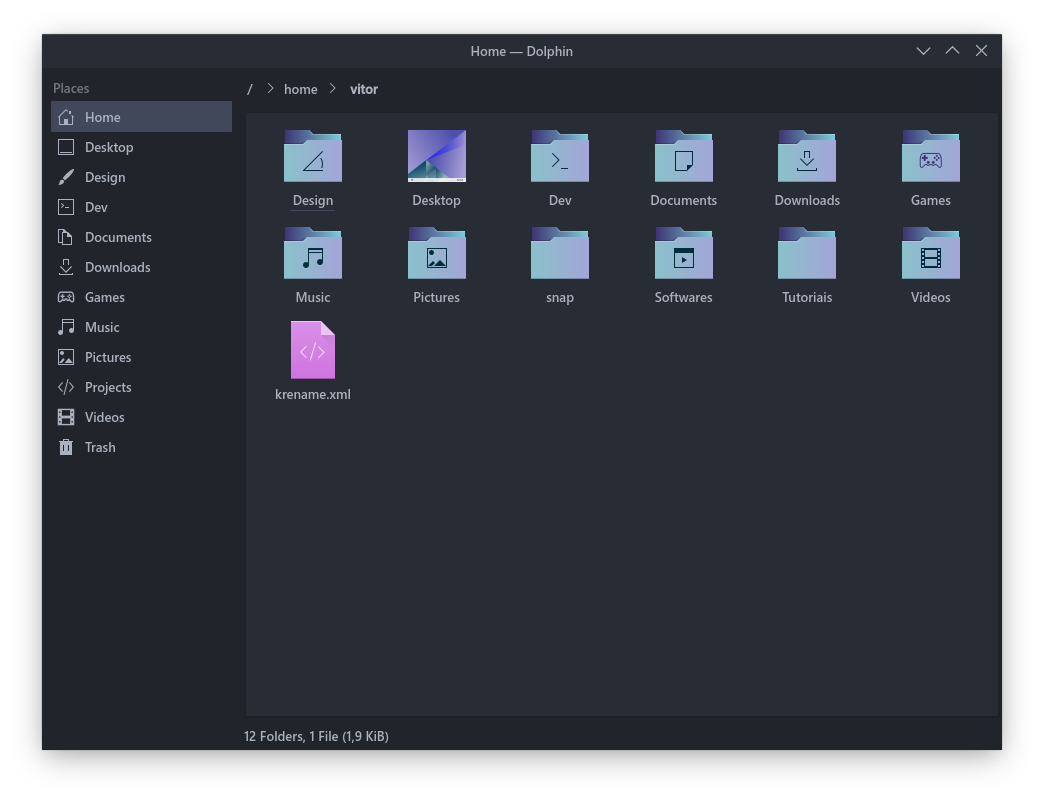 Home — Dolphin
Places
Home
Desktop
Design
Dev
Documents
Downloads
Games
Music
Pictures
Projects
Videos
Trash
/ > home > vitor
Design Desktop Dev Documents Downloads Games
Music Pictures snap Softwares Tutoriais Videos
krename.xml
12 Folders, 1 File (1,9 KiB)